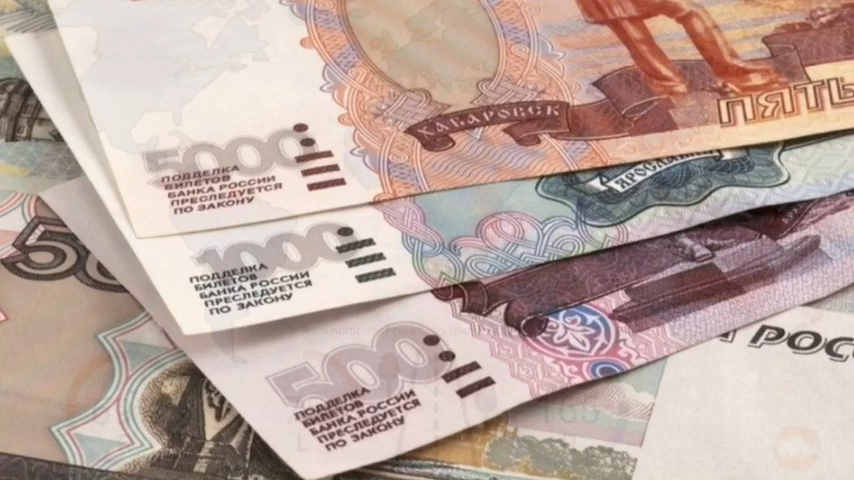 ХАБАРОВСК
ПЯТЬ
5000
ПОДДЕЛКА
БИЛЕТОВ
БАНКА РОССИИ
ПРЕСЛЕДУЕТСЯ
ПО ЗАКОНУ
1000
ПОДДЕЛКА
БИЛЕТОВ
БАНКА РОССИИ
ПРЕСЛЕДУЕТСЯ
ПО ЗАКОНУ
500
ПОДДЕЛКА
БИЛЕТОВ
БАНКА РОССИИ
ПРЕСЛЕДУЕТСЯ
ПО ЗАКОНУ